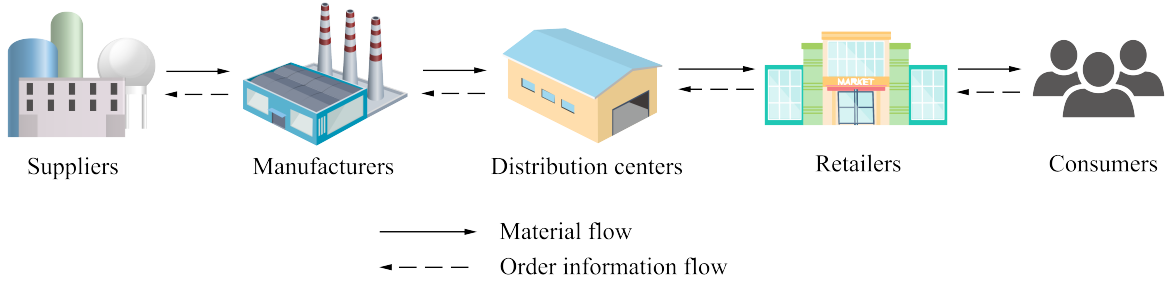 MARKET
Suppliers
Manufacturers
Distribution centers
Retailers
Consumers
Material flow
Order information flow